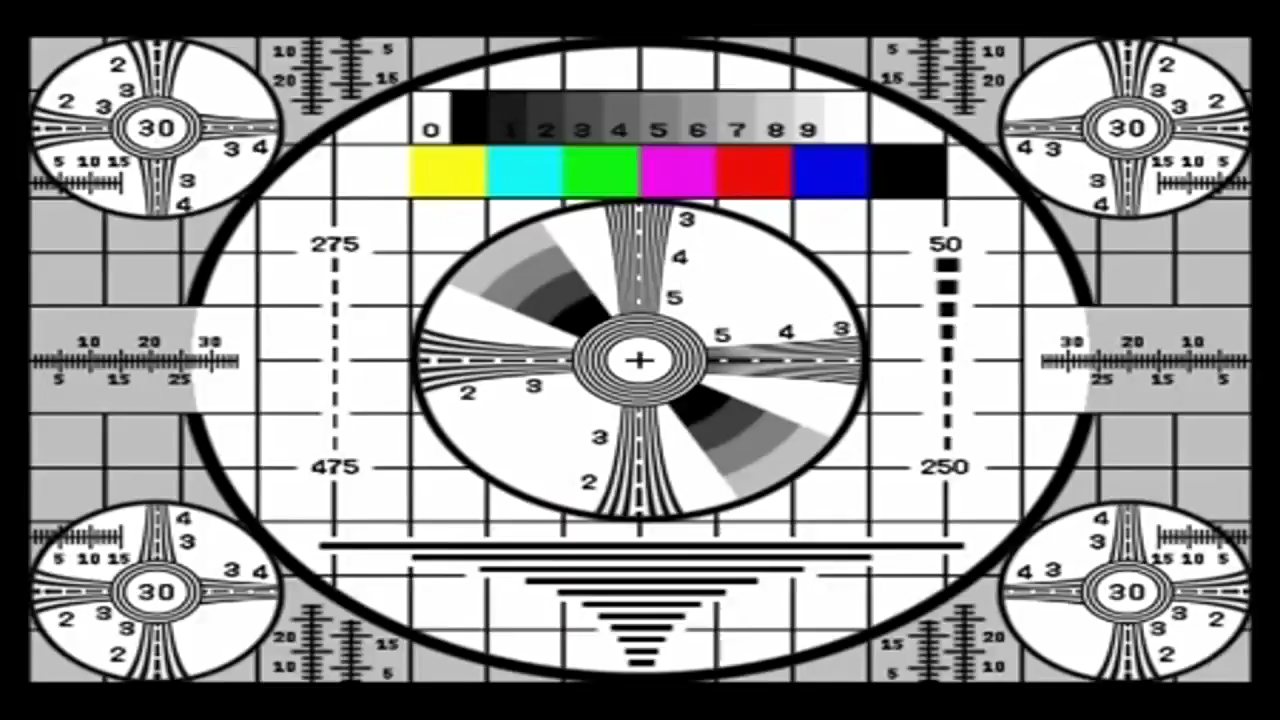 10 5 5 10
2 20 15 15 20 2
3 3
2 3 0 1 2 3 4 5 6 7 8 9 3 2
30 30
3 4 4 3
5 10 15 15 10 5
3 3
4 4
3
275 50
4
5
10 20 30 5 4 3 30 20 10
5 15 25 2 3 25 15 5
3
475 250
2
4 4
3 3
5 10 15 15 10 5
3 4 4 3
30 30
2 3 3 2
3 3
2 20 15 15 20 2
10 5 5 10